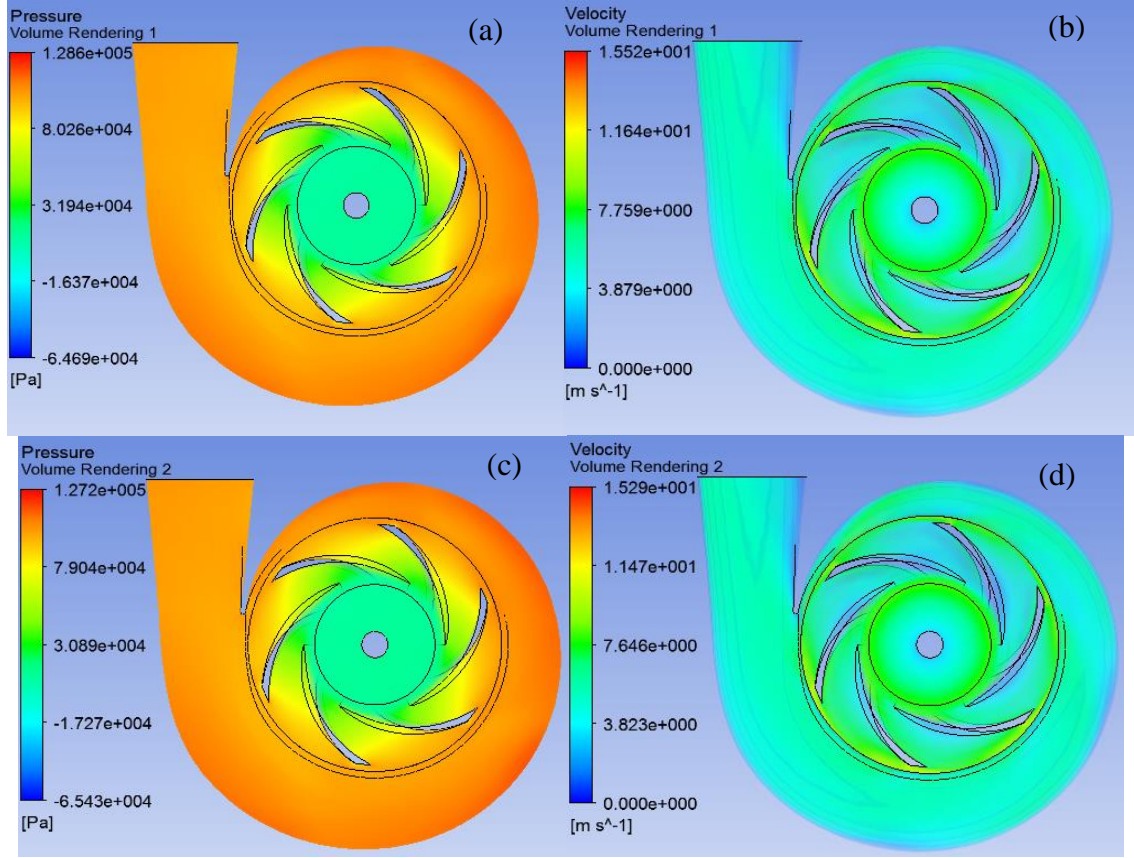 Pressure
Volume Rendering 1
1.286e+005
8.026e+004
3.194e+004
-1.637e+004
-6.469e+004
[Pa]
(a)
Velocity
Volume Rendering 1
1.552e+001
1.164e+001
7.759e+000
3.879e+000
0.000e+000
[m s^-1]
(b)
Pressure
Volume Rendering 2
1.272e+005
7.904e+004
3.089e+004
-1.727e+004
-6.543e+004
[Pa]
(c)
Velocity
Volume Rendering 2
1.529e+001
1.147e+001
7.646e+000
3.823e+000
0.000e+000
[m s^-1]
(d)